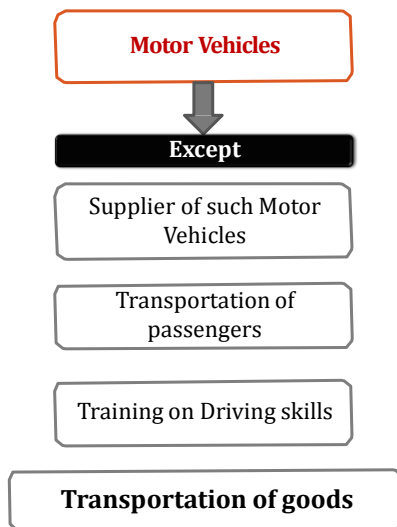 Motor Vehicles
Except
Supplier of such Motor
Vehicles
Transportation of
passengers
Training on Driving skills
Transportation of goods